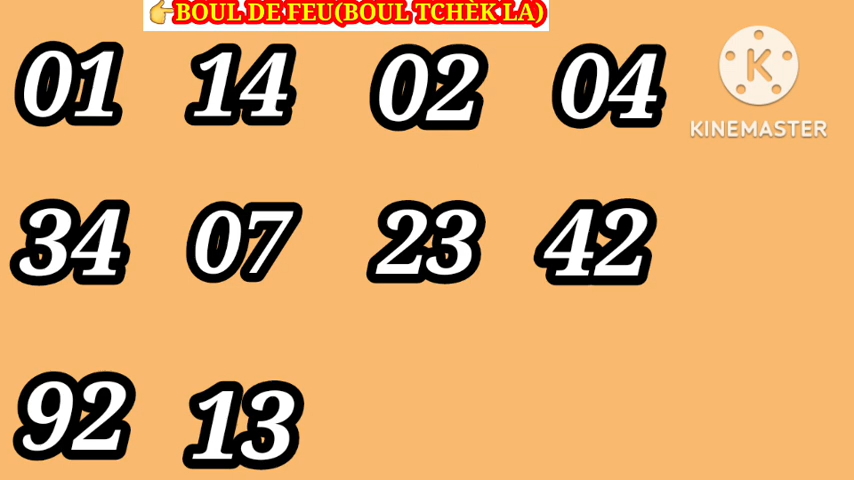 👉BOUL DE FEU(BOUL TCHÈK LA)
01 14 02 04
KINEMASTER
34 07 23 42
92 13